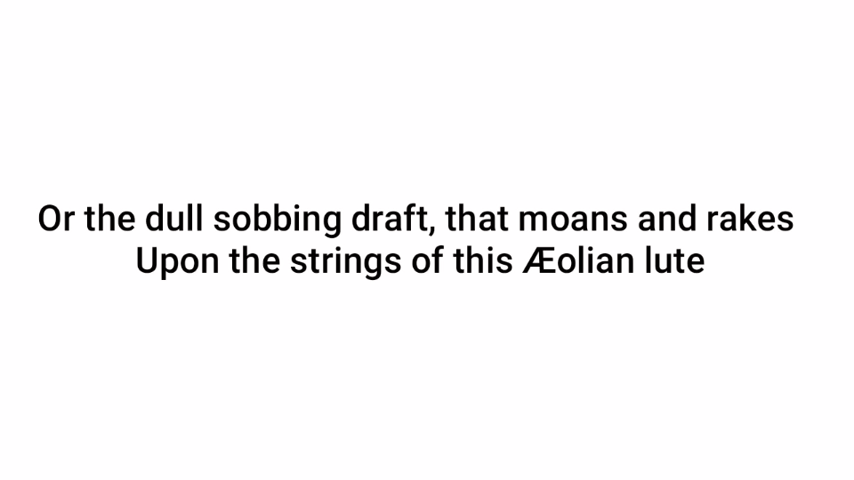 Or the dull sobbing draft, that moans and rakes
Upon the strings of this Æolian lute